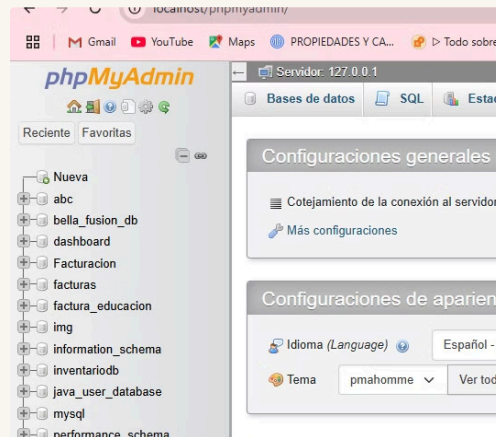 localhost/phpmyadmin/
Gmail YouTube Maps PROPIEDADES Y CA... Todo sobre
phpMyAdmin
Servidor: 127.0.0.1
Bases de datos SQL Esta
Reciente Favoritas
Configuraciones generales
Nueva
abc
Cotejamiento de la conexión al servidor
bella_fusion_db
Más configuraciones
dashboard
Facturacion
facturas
Configuraciones de aparien
factura_educacion
img
Idioma (Language) Español -
information_schema
inventariodb
Tema pmahomme Ver tod
java_user_database
mysql
performance_schema